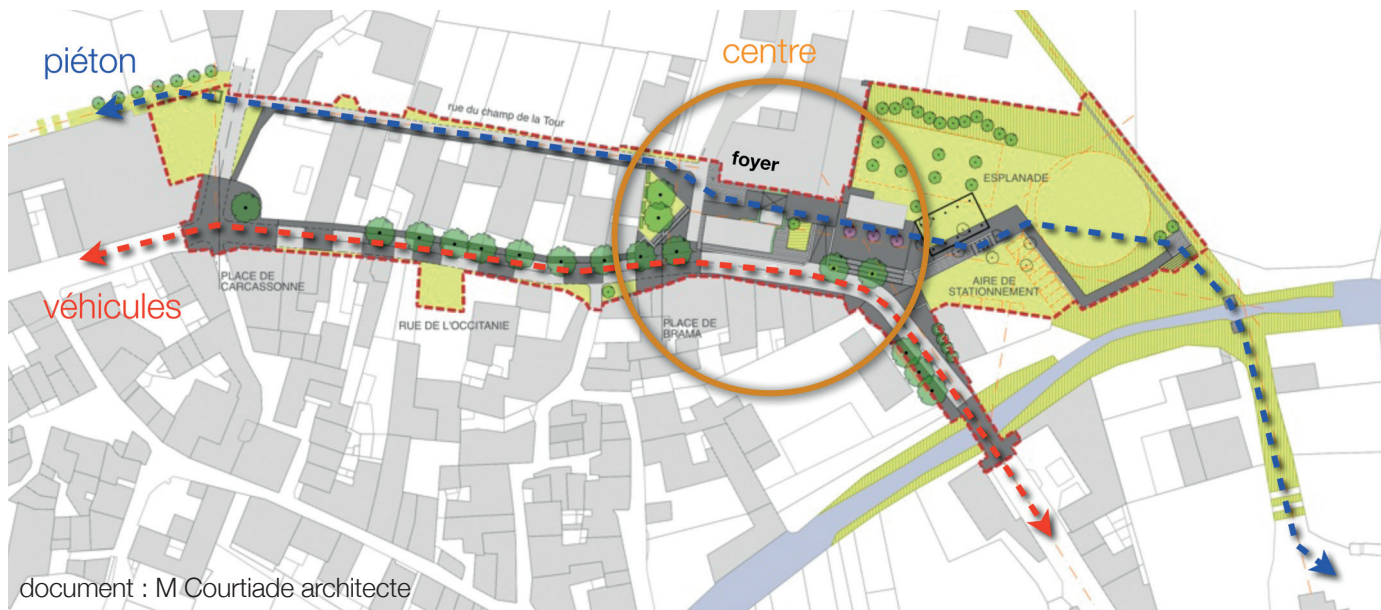 centre
piéton
rue du champ de la Tour
foyer
ESPLANADE
PLACE DE
CARCASSONNE
véhicules
AIRE DE
STATIONNEMENT
RUE DE L'OCCITANIE
PLACE DE
BRAMA
document : M Courtiade architecte